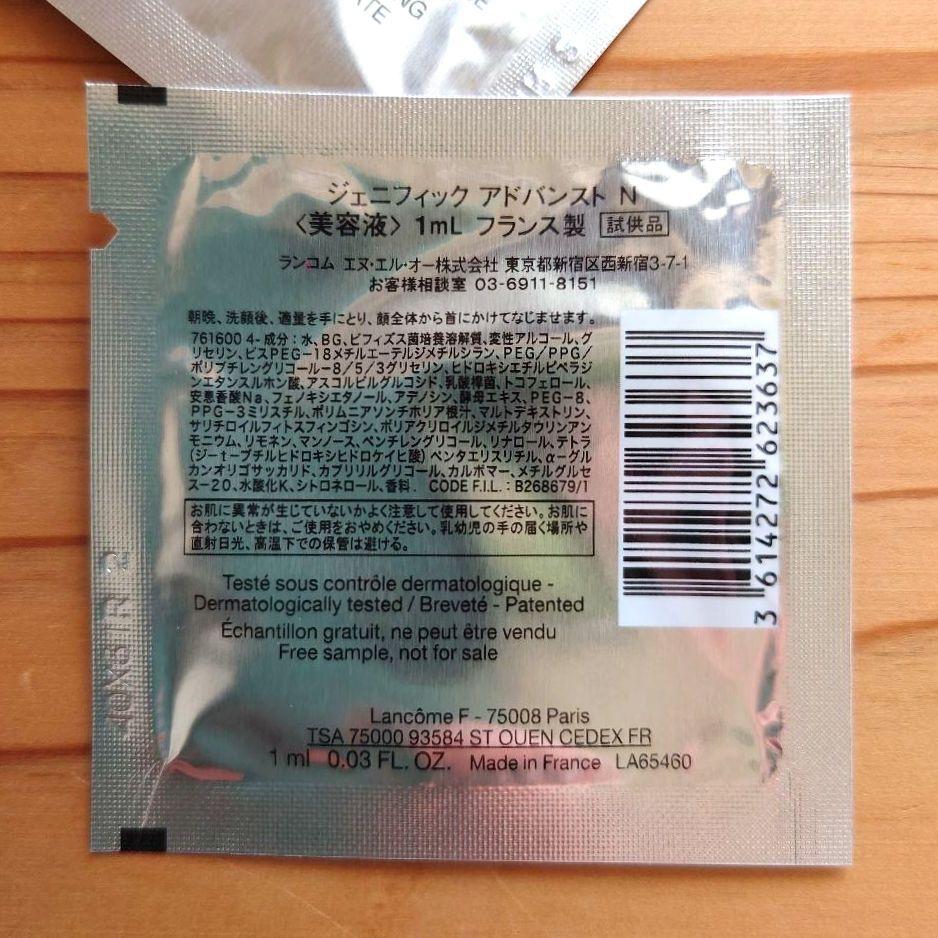 ATE
NG
ジェニフィック アドバンスト N
〈美容液〉 1mL フランス製 試供品
ランコム エヌ・エル・オー株式会社 東京都新宿区西新宿3-7-1
お客様相談室 03-6911-8151
朝晩、洗顔後、適量を手にとり、顔全体から首にかけてなじませます。
761600 4-成分：水、BG、ビフィズス菌培養溶解質、変性アルコール、グ
リセリン、ビスPEG-18メチルエーテルジメチルシラン、PEG/PPG/
ポリブチレングリコール-8/5/3グリセリン、ヒドロキシエチルピペラジ
ンエタンスルホン酸、アスコルビルグルコシド、乳酸桿菌、トコフェロール、
安息香酸Na、フェノキシエタノール、アデノシン、酵母エキス、PEG-8、
PPG-3ミリスチル、ポリムニアソンチホリア根汁、マルトデキストリン、
サリチロイルフィトスフィンゴシン、ポリアクリロイルジメチルタウリンアン
モニウム、リモネン、マンノース、ペンチレングリコール、リナロール、テトラ
(ジ-t-ブチルヒドロキシヒドロケイヒ酸)ペンタエリスリチル、α-グル
カンオリゴサッカリド、カプリリルグリコール、カルボマー、メチルグルセ
ス-20、水酸化K、シトロネロール、香料. CODE F.I.L.：B268679/1
お肌に異常が生じていないかよく注意して使用してください。お肌に
合わないときは、ご使用をおやめください。乳幼児の手の届く場所や
直射日光、高温下での保管は避ける。
3 614272 623637
Testé sous contrôle dermatologique -
Dermatologically tested / Breveté - Patented
Échantillon gratuit, ne peut être vendu
Free sample, not for sale
Lancôme F - 75008 Paris
TSA 75000 93584 ST OUEN CEDEX FR
1 ml 0.03 FL. OZ. Made in France LA65460